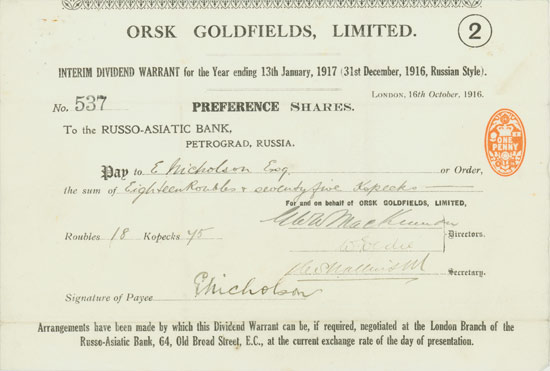 ORSK GOLDFIELDS, LIMITED. 2
INTERIM DIVIDEND WARRANT for the Year ending 13th January, 1917 (31st December, 1916, Russian Style).
LONDON, 16th October, 1916.
No. 537 PREFERENCE SHARES.
To the RUSSO-ASIATIC BANK,
PETROGRAD, RUSSIA.
ONE PENNY
Pay to E Nicholson Esq or Order,
the sum of Eighteen Roubles & seventy five Kopecks
For and on behalf of ORSK GOLDFIELDS, LIMITED,
Directors.
Roubles 18 Kopecks 75
Secretary.
Signature of Payee ENicholson
Arrangements have been made by which this Dividend Warrant can be, if required, negotiated at the London Branch of the
Russo-Asiatic Bank, 64, Old Broad Street, E.C., at the current exchange rate of the day of presentation.